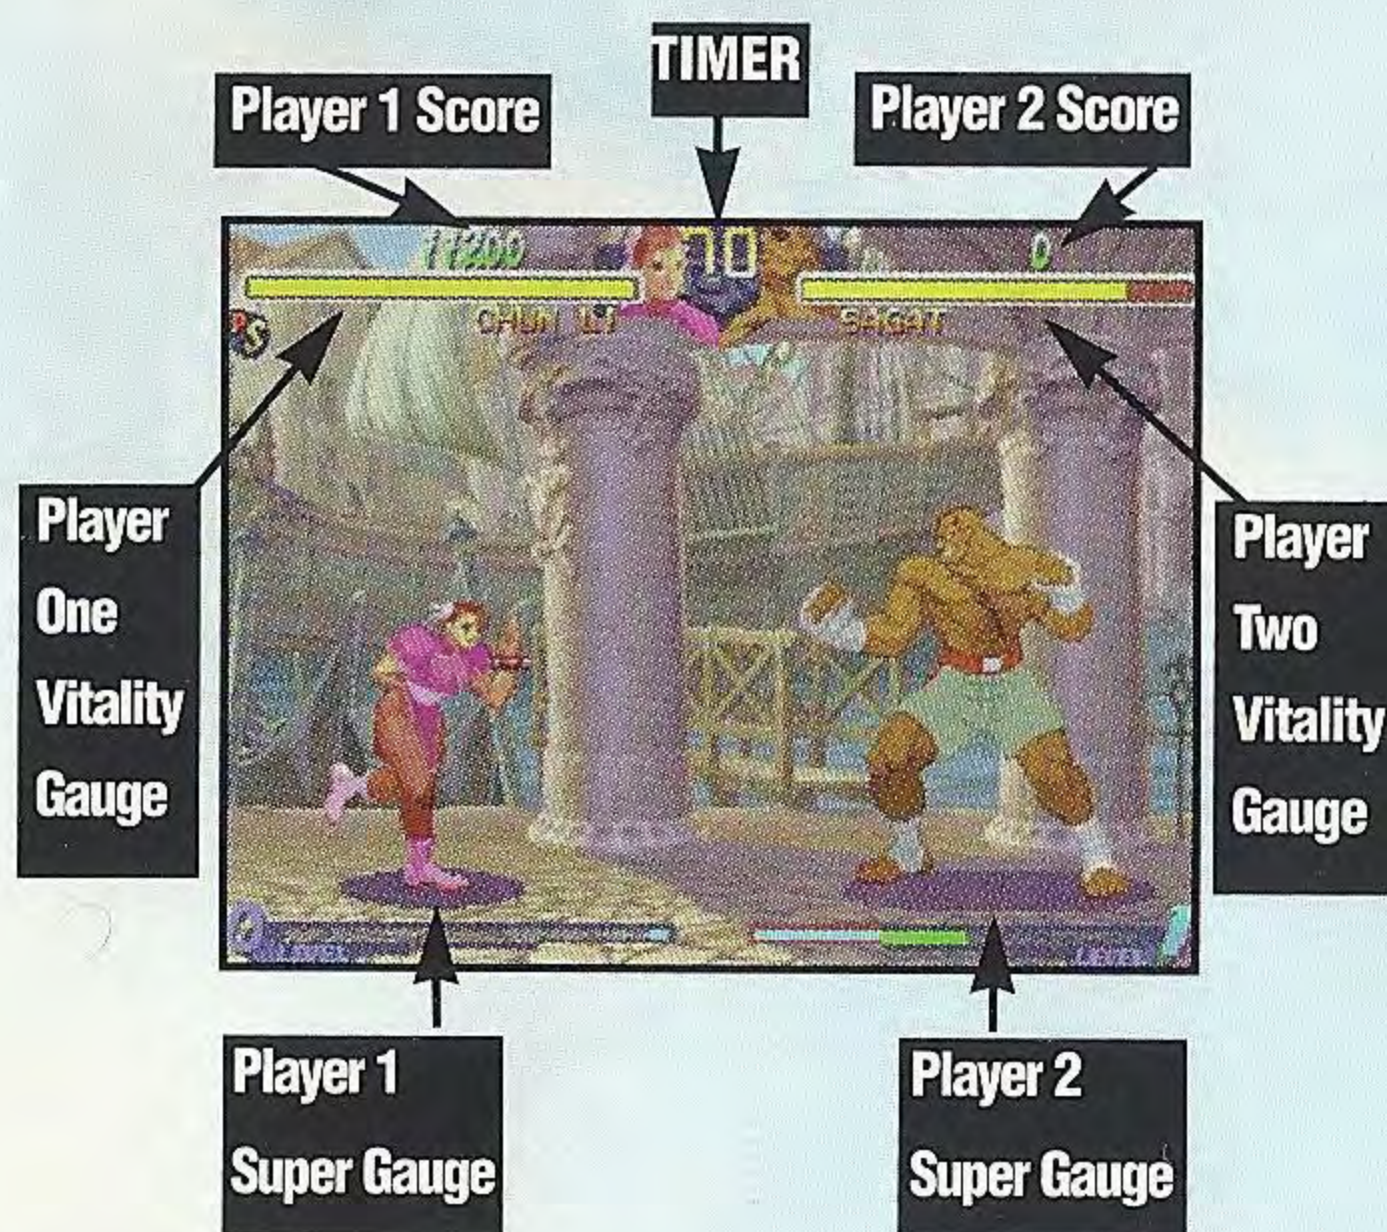 TIMER
Player 1 Score
Player 2 Score
11200
70
0
CHUN LI
SAGAT
Player
One
Vitality
Gauge
Player
Two
Vitality
Gauge
LEVEL
Player 1
Super Gauge
Player 2
Super Gauge